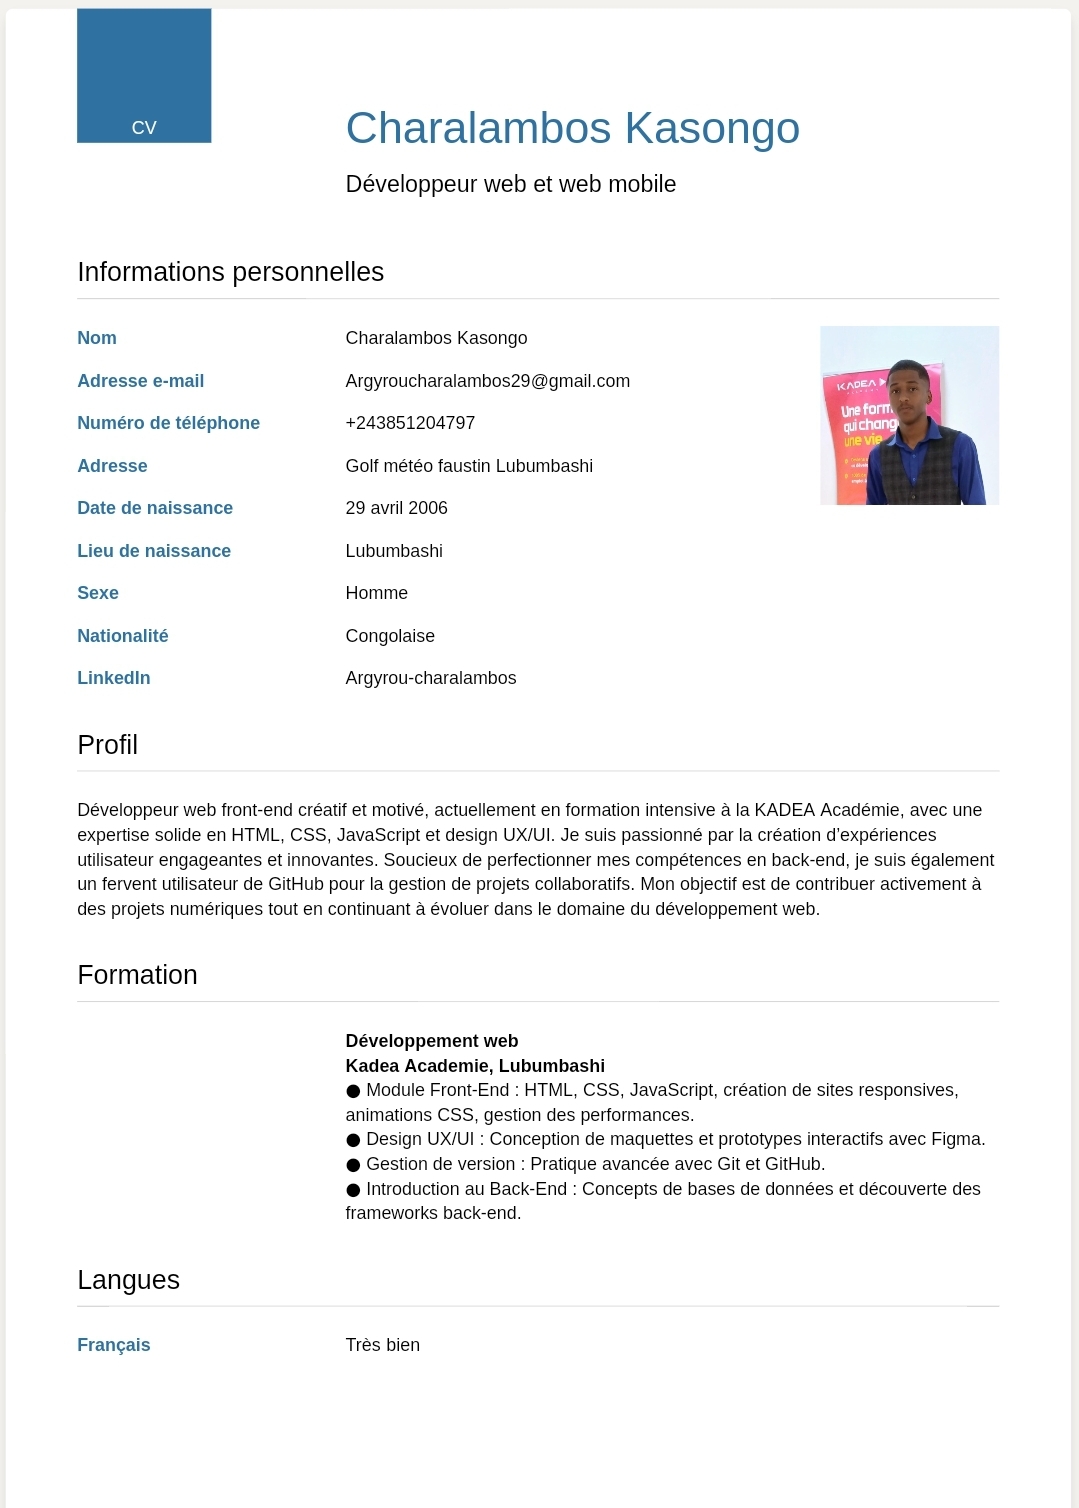 CV
Charalambos Kasongo
Développeur web et web mobile
Informations personnelles
Nom Charalambos Kasongo
Adresse e-mail Argyroucharalambos29@gmail.com
Numéro de téléphone +243851204797
Adresse Golf météo faustin Lubumbashi
Date de naissance 29 avril 2006
Lieu de naissance Lubumbashi
Sexe Homme
Nationalité Congolaise
LinkedIn Argyrou-charalambos
KADEA
Une form
qui chang
une vie
Profil
Développeur web front-end créatif et motivé, actuellement en formation intensive à la KADEA Académie, avec une
expertise solide en HTML, CSS, JavaScript et design UX/UI. Je suis passionné par la création d’expériences
utilisateur engageantes et innovantes. Soucieux de perfectionner mes compétences en back-end, je suis également
un fervent utilisateur de GitHub pour la gestion de projets collaboratifs. Mon objectif est de contribuer activement à
des projets numériques tout en continuant à évoluer dans le domaine du développement web.
Formation
Développement web
Kadea Academie, Lubumbashi
● Module Front-End : HTML, CSS, JavaScript, création de sites responsives,
animations CSS, gestion des performances.
● Design UX/UI : Conception de maquettes et prototypes interactifs avec Figma.
● Gestion de version : Pratique avancée avec Git et GitHub.
● Introduction au Back-End : Concepts de bases de données et découverte des
frameworks back-end.
Langues
Français Très bien